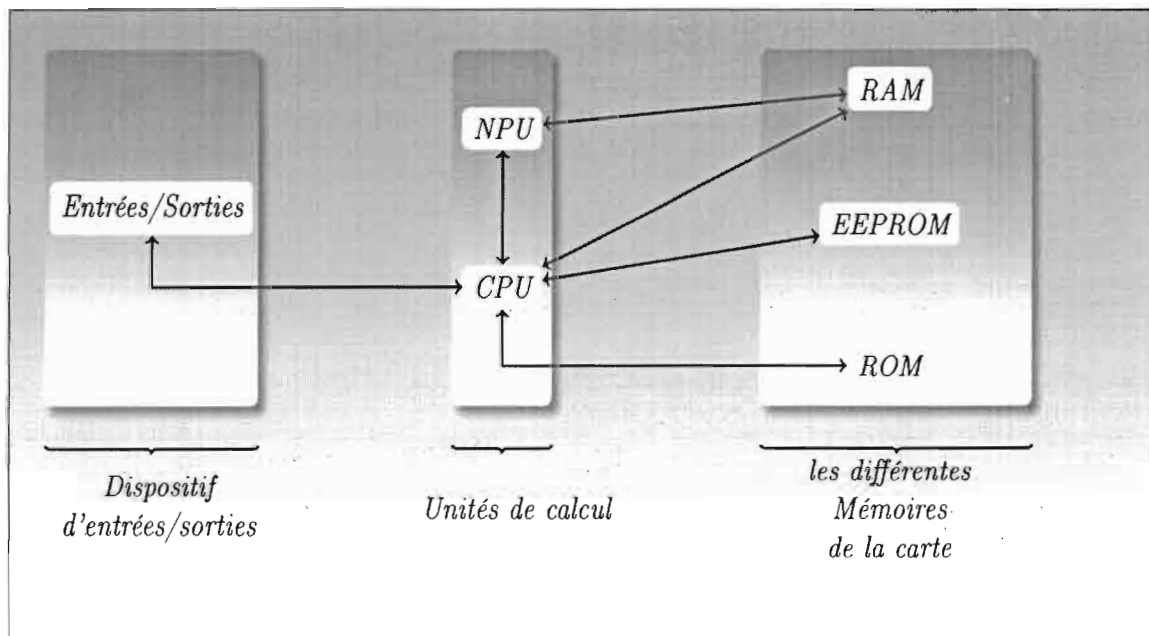 RAM
NPU
Entrées/Sorties
EEPROM
CPU
ROM
Dispositif
d'entrées/sorties
Unités de calcul
les différentes
Mémoires
de la carte